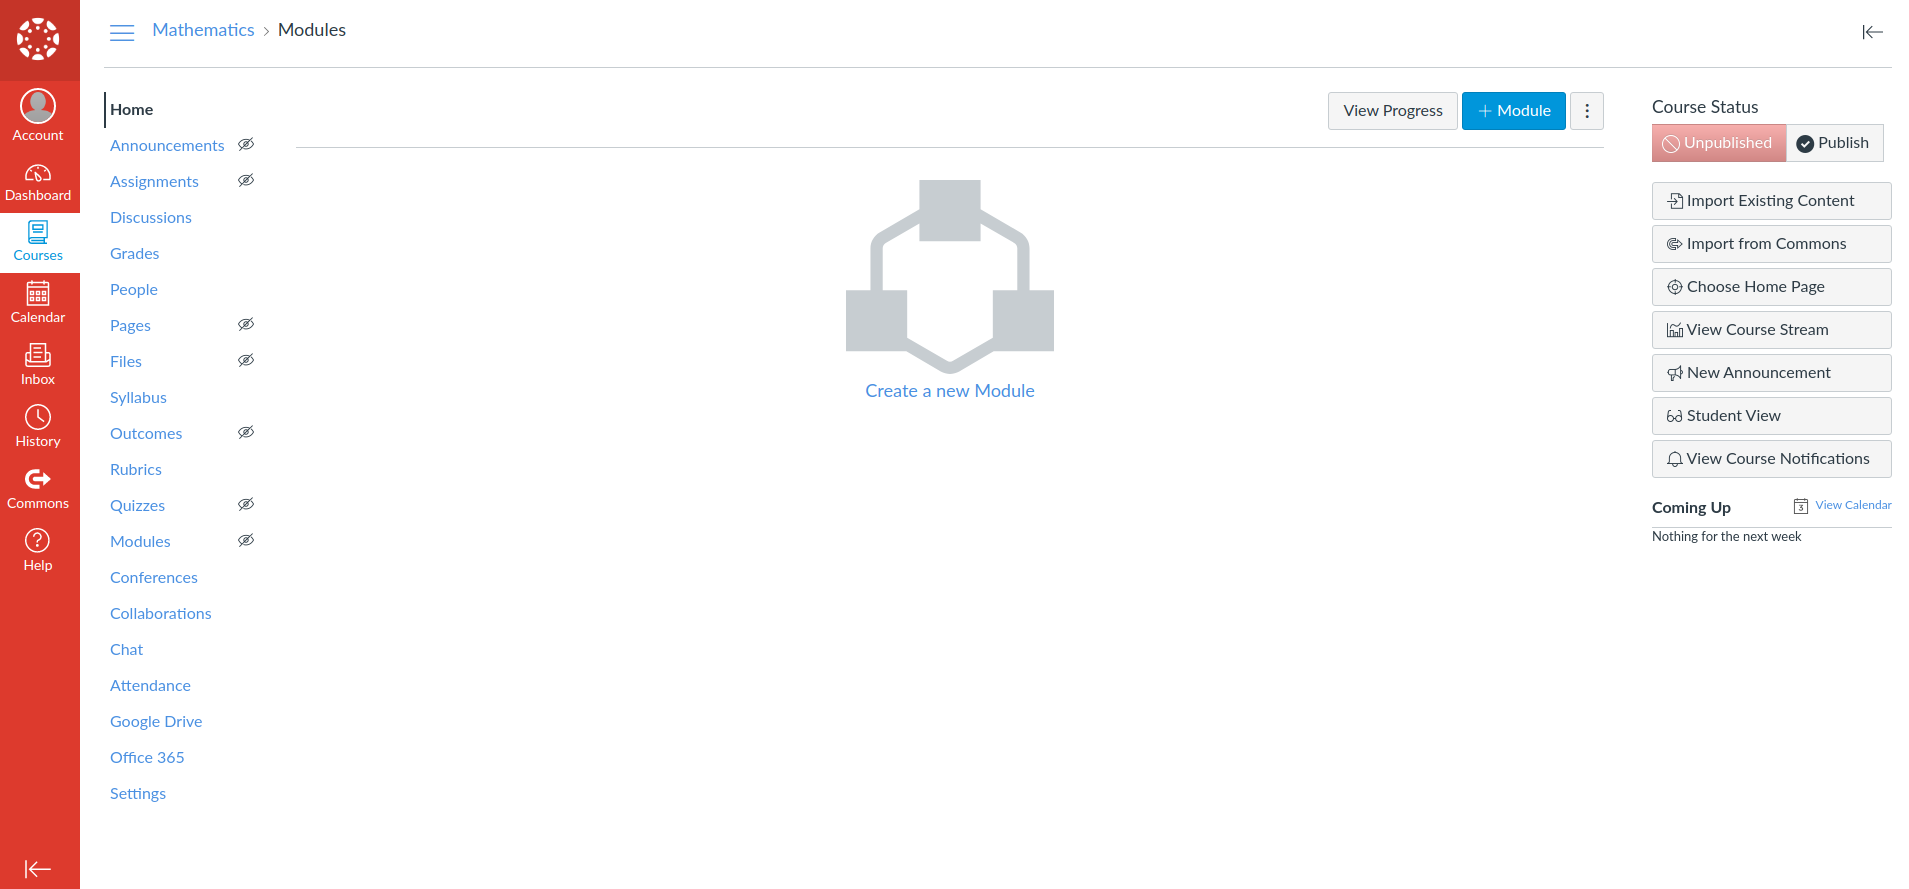 Mathematics > Modules
Account
Dashboard
Courses
Calendar
Inbox
History
Commons
Help
Home
Announcements
Assignments
Discussions
Grades
People
Pages
Files
Syllabus
Outcomes
Rubrics
Quizzes
Modules
Conferences
Collaborations
Chat
Attendance
Google Drive
Office 365
Settings
View Progress
+ Module
Create a new Module
Course Status
Unpublished
Publish
Import Existing Content
Import from Commons
Choose Home Page
View Course Stream
New Announcement
Student View
View Course Notifications
Coming Up
3 View Calendar
Nothing for the next week